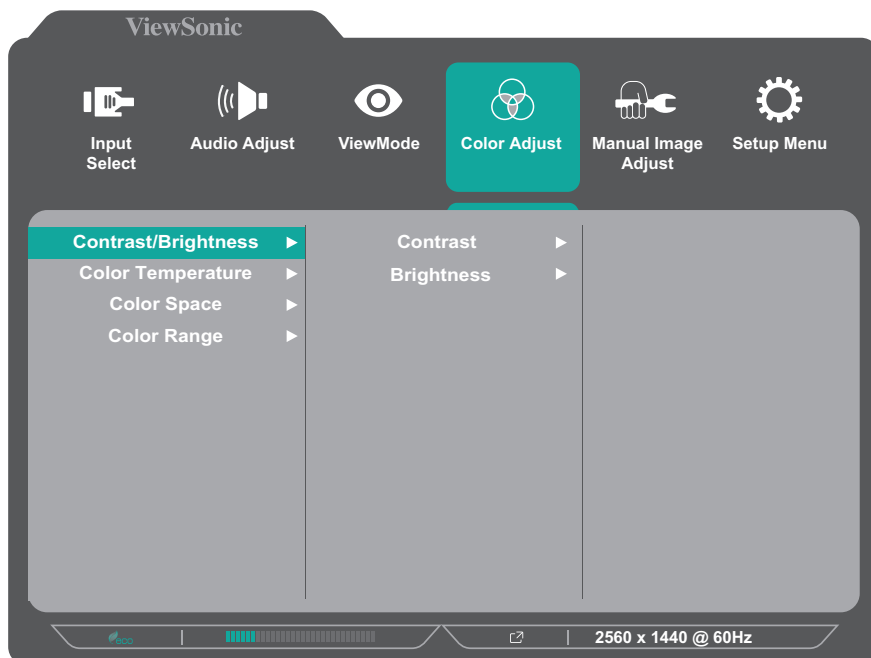 ViewSonic
Input Select
Audio Adjust
ViewMode
Color Adjust
Manual Image Adjust
Setup Menu
Contrast/Brightness
Contrast
Color Temperature
Brightness
Color Space
Color Range
eco
2560 x 1440 @ 60Hz